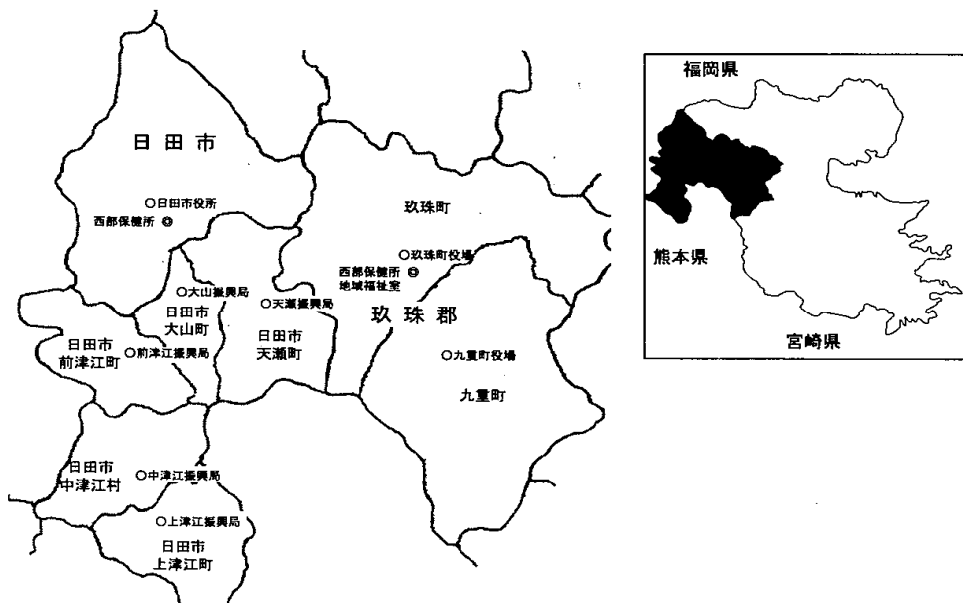 日田市
○日田市役所
西部保健所 ◎
玖珠町
○玖珠町役場
西部保健所 ◎
地域福祉室
玖珠郡
○大山振興局
日田市
大山町
○天瀬振興局
日田市
天瀬町
日田市
前津江町
○前津江振興局
○九重町役場
九重町
日田市
中津江村
○中津江振興局
○上津江振興局
日田市
上津江町
福岡県
熊本県
宮崎県